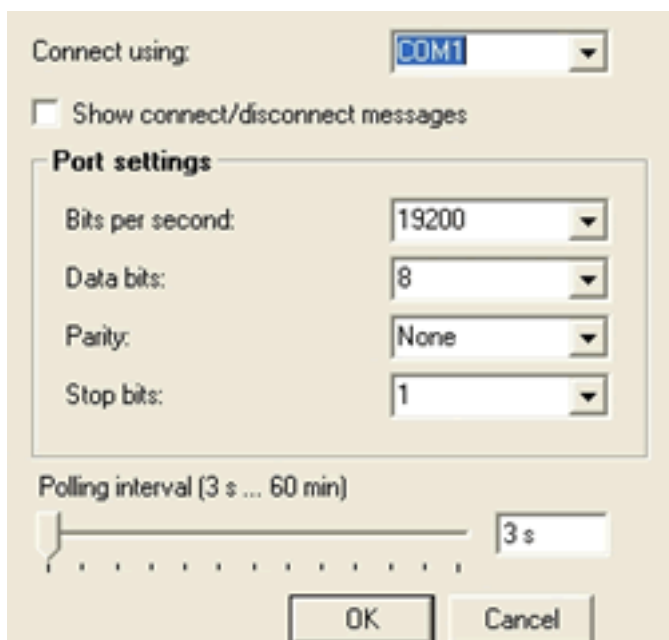 Connect using: COM1
Show connect/disconnect messages
Port settings
Bits per second: 19200
Data bits: 8
Parity: None
Stop bits: 1
Polling interval (3 s ... 60 min)
3 s
OK Cancel